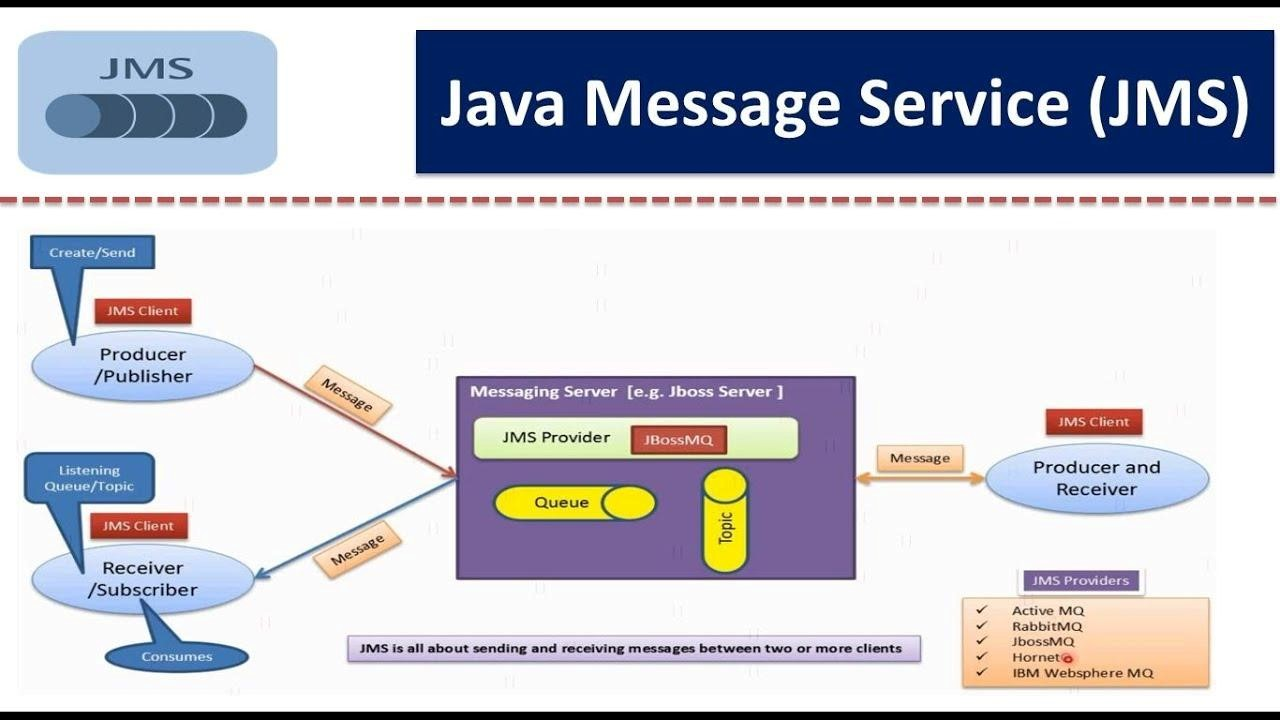 JMS
Java Message Service (JMS)
Create/Send
JMS Client
Producer
/Publisher
Message
Listening
Queue/Topic
JMS Client
Receiver
/Subscriber
Message
Consumes
Messaging Server [e.g. Jboss Server ]
JMS Provider
JBossMQ
Queue
Topic
Message
JMS Client
Producer and
Receiver
JMS is all about sending and receiving messages between two or more clients
JMS Providers
✓ Active MQ
✓ RabbitMQ
✓ JbossMQ
✓ Hornet
✓ IBM Websphere MQ